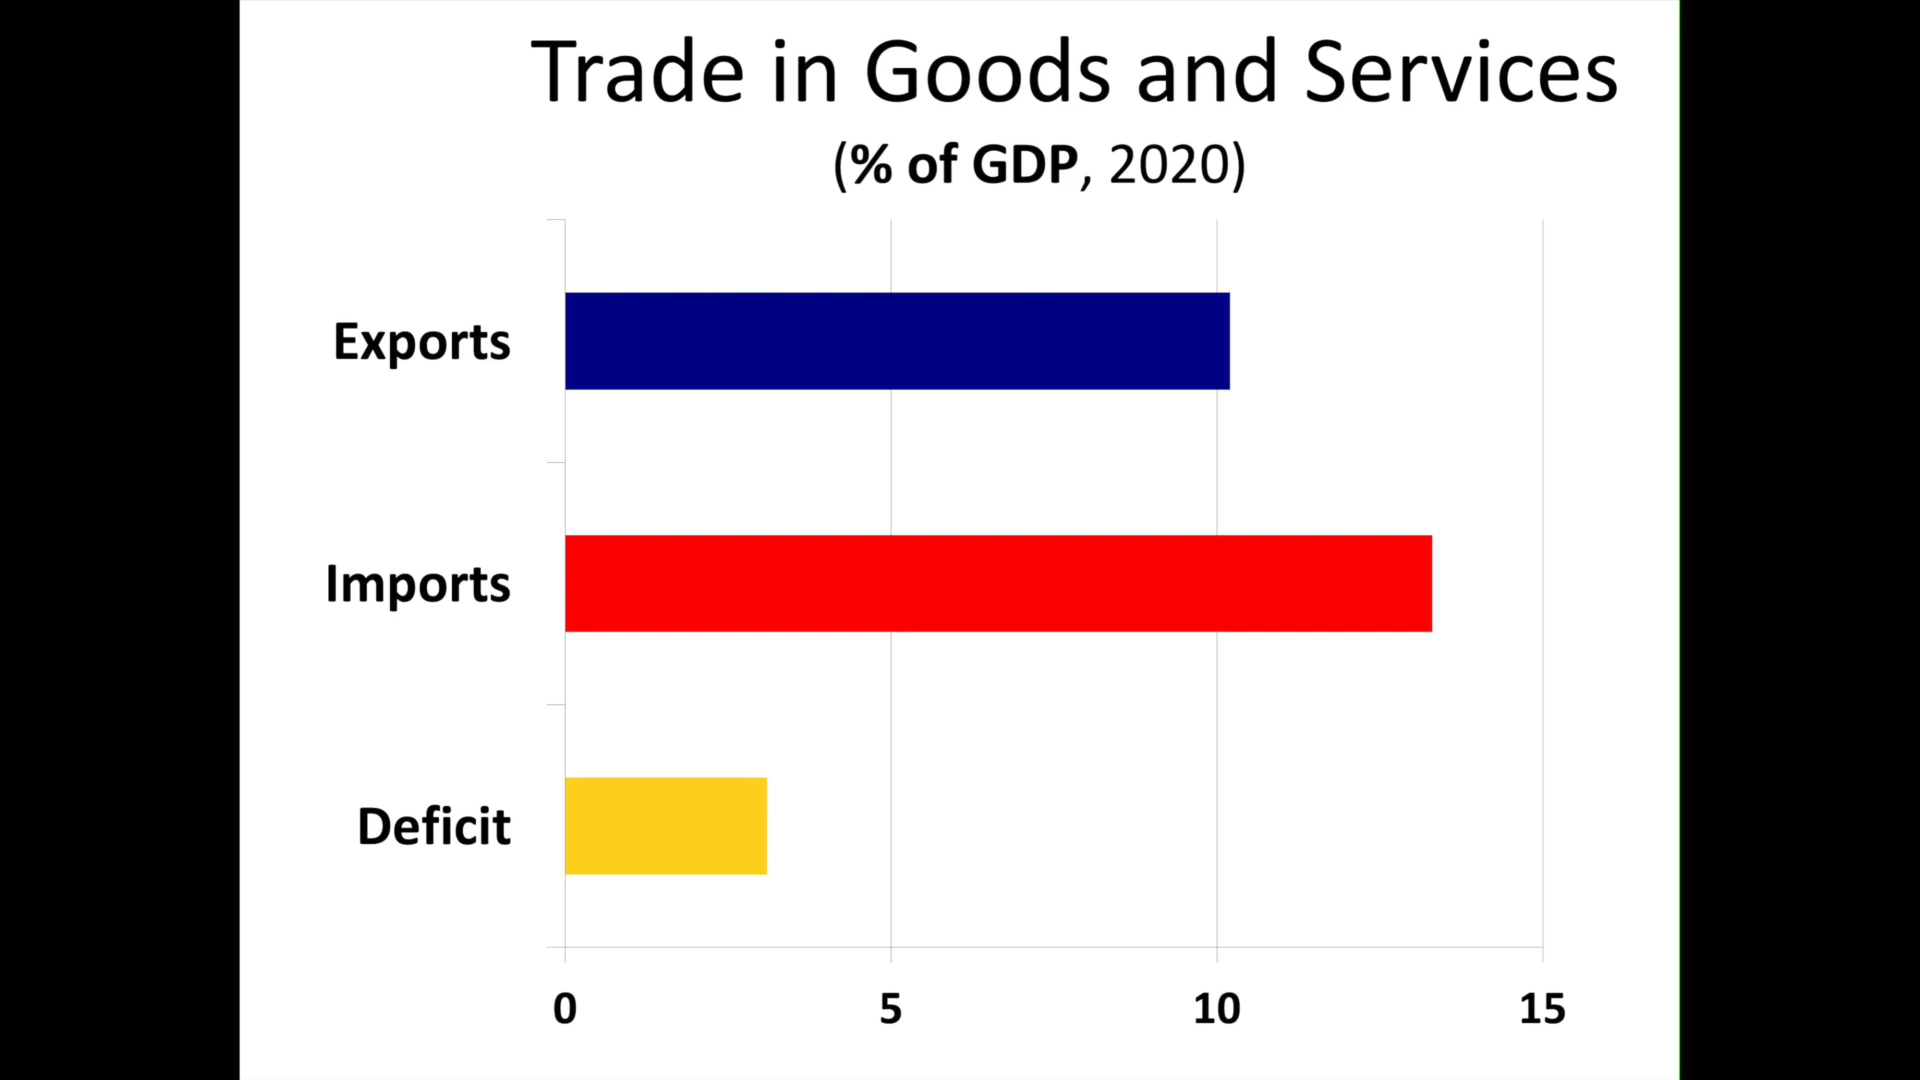 Trade in Goods and Services
(% of GDP, 2020)
Exports
Imports
Deficit
0 5 10 15